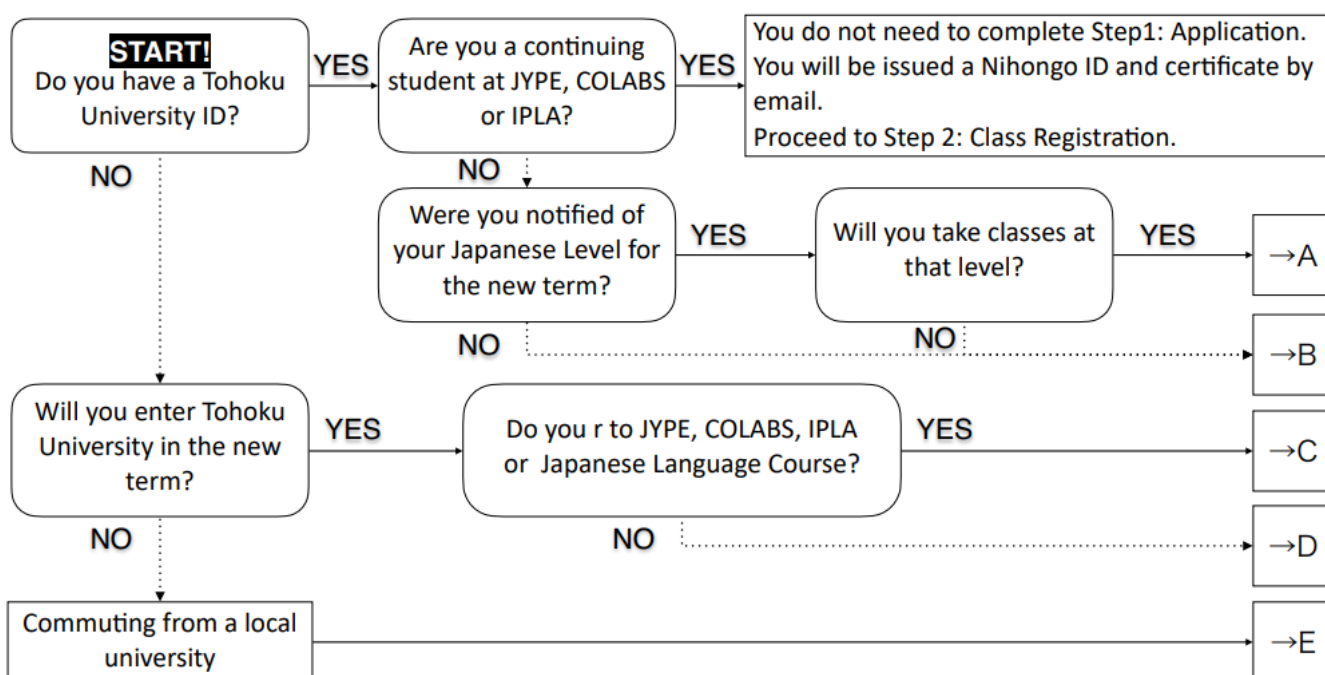 START!
Do you have a Tohoku
University ID?
YES
Are you a continuing
student at JYPE, COLABS
or IPLA?
YES
You do not need to complete Step1: Application.
You will be issued a Nihongo ID and certificate by
email.
Proceed to Step 2: Class Registration.
NO
NO
Were you notified of
your Japanese Level for
the new term?
YES
Will you take classes at
that level?
YES
→A
NO
NO
→B
Will you enter Tohoku
University in the new
term?
YES
Do you r to JYPE, COLABS, IPLA
or Japanese Language Course?
YES
→C
NO
NO
→D
Commuting from a local
university
→E